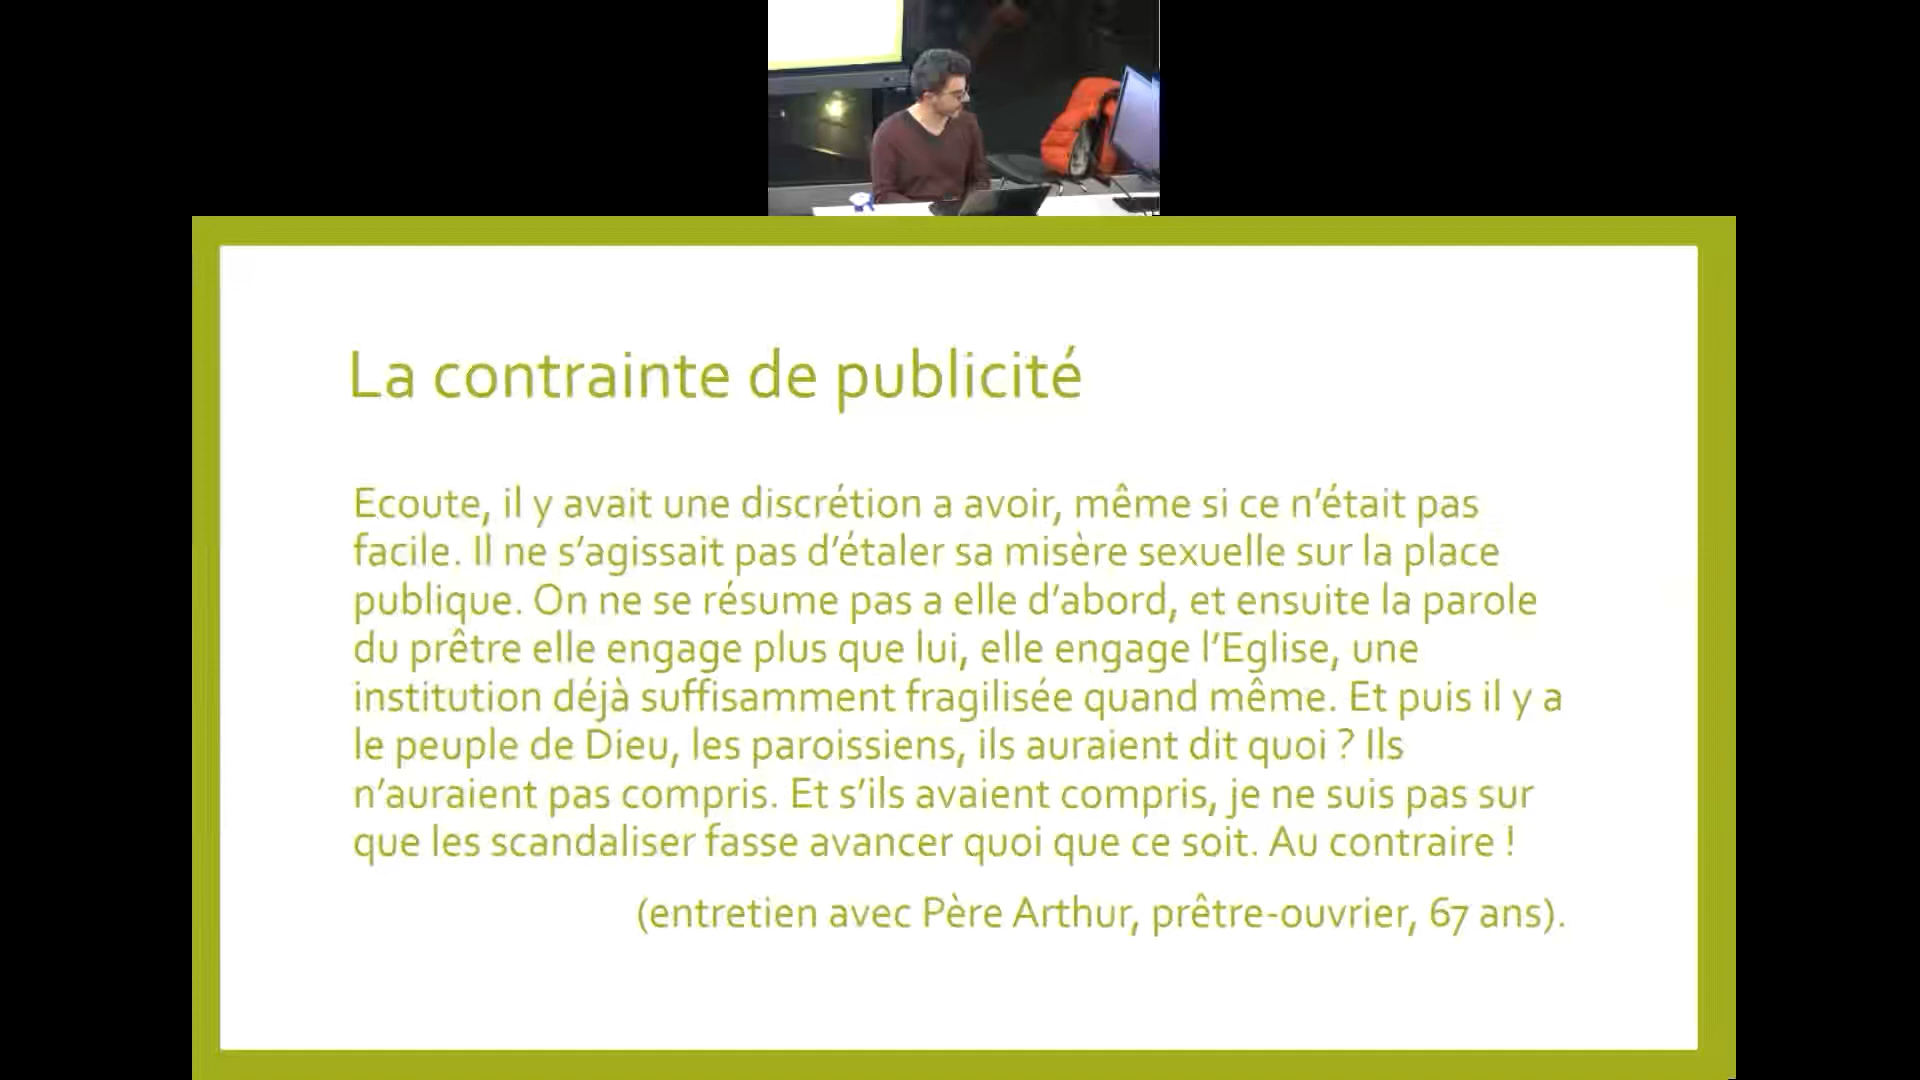 La contrainte de publicité
Ecoute, il y avait une discrétion a avoir, même si ce n'était pas
facile. Il ne s'agissait pas d'étaler sa misère sexuelle sur la place
publique. On ne se résume pas a elle d'abord, et ensuite la parole
du prêtre elle engage plus que lui, elle engage l'Eglise, une
institution déjà suffisamment fragilisée quand même. Et puis il y a
le peuple de Dieu, les paroissiens, ils auraient dit quoi ? Ils
n'auraient pas compris. Et s'ils avaient compris, je ne suis pas sur
que les scandaliser fasse avancer quoi que ce soit. Au contraire !
(entretien avec Père Arthur, prêtre-ouvrier, 67 ans).